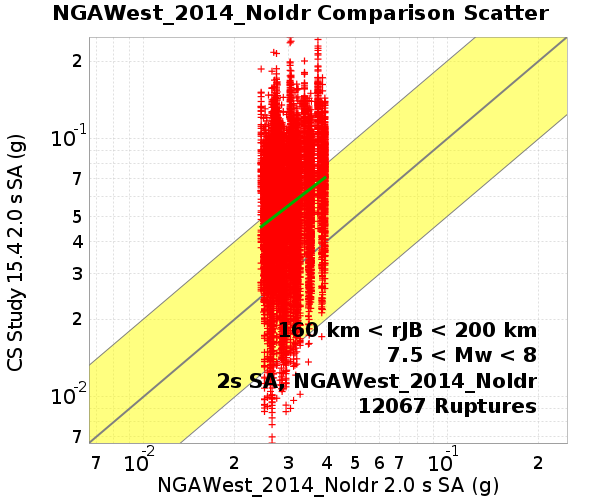 NGAWest_2014_NoIdr Comparison Scatter
CS Study 15.4 2.0 s SA (g)
2
10^-1
7
5
4
3
2
10^-2
7
160 km < rJB < 200 km
7.5 < Mw < 8
2s SA, NGAWest_2014_NoIdr
12067 Ruptures
7 10^-2 2 3 4 5 6 7 10^-1 2
NGAWest_2014_NoIdr 2.0 s SA (g)